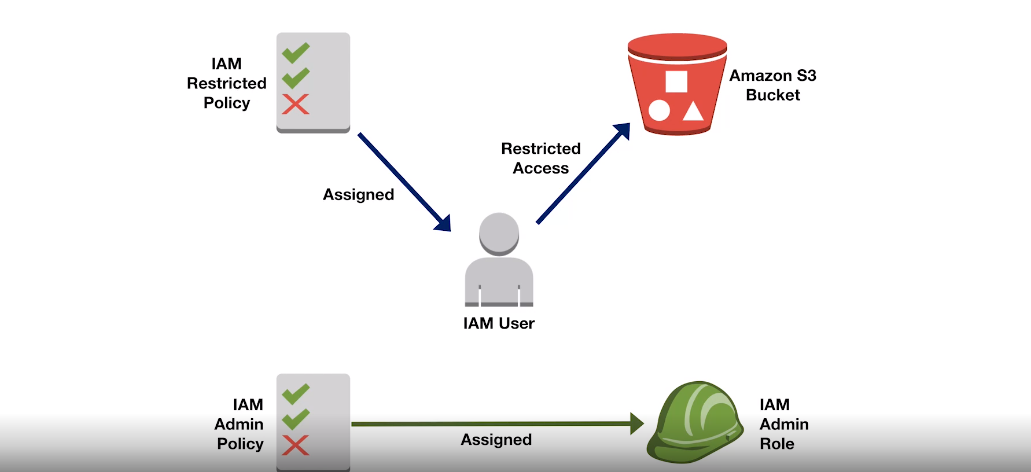 IAM
Restricted
Policy
Amazon S3
Bucket
Restricted
Access
Assigned
IAM User
IAM
Admin
Policy
Assigned
IAM
Admin
Role